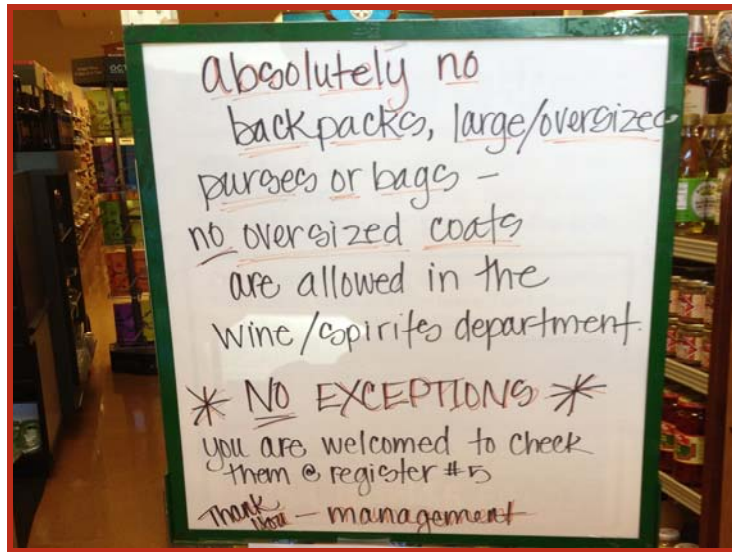 absolutely no
backpacks, large/oversized
purses or bags –
no oversized coats
are allowed in the
wine/spirits department.
* NO EXCEPTIONS *
you are welcomed to check
them @ register #5
Thank you – management
OCT